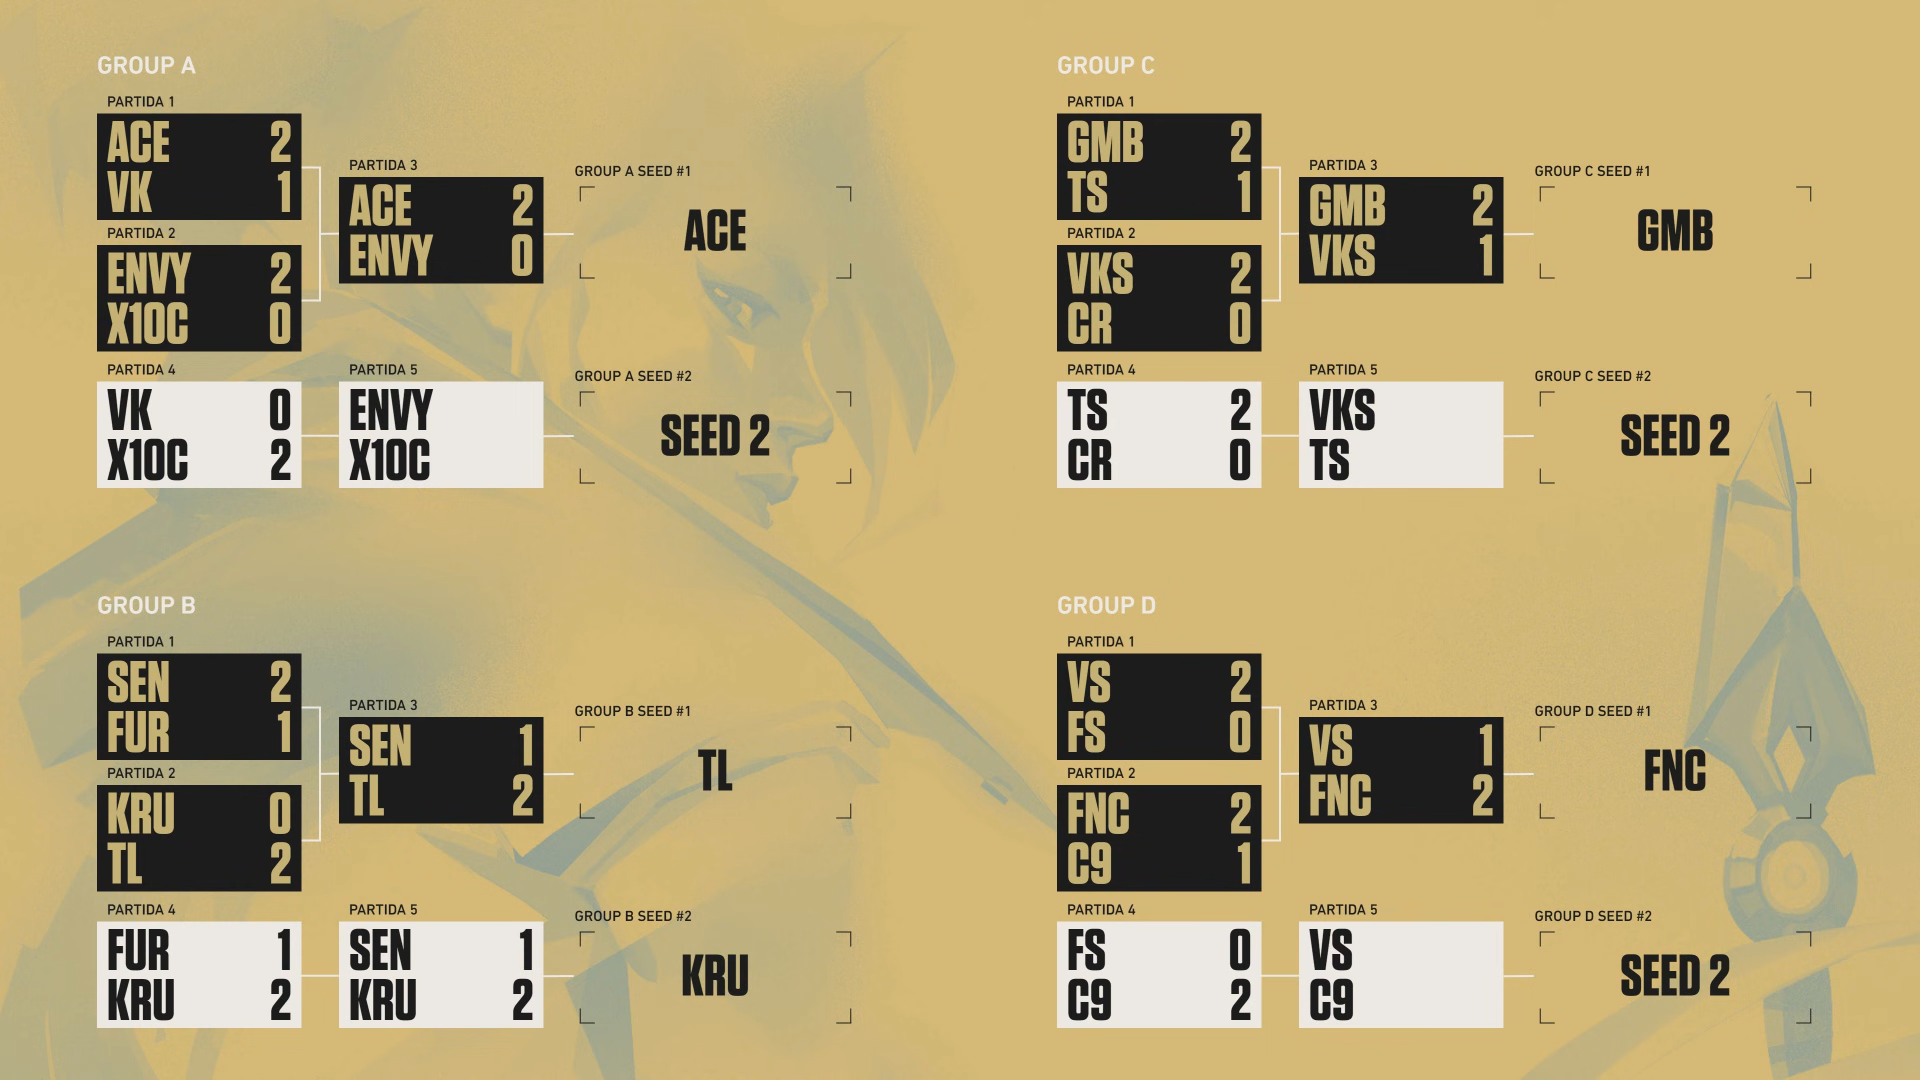 GROUP A
PARTIDA 1
ACE 2
VK 1
PARTIDA 2
ENVY 2
X10C 0
PARTIDA 3
ACE 2
ENVY 0
GROUP A SEED #1
ACE
PARTIDA 4
VK 0
X10C 2
PARTIDA 5
ENVY
X10C
GROUP A SEED #2
SEED 2
GROUP B
PARTIDA 1
SEN 2
FUR 1
PARTIDA 2
KRU 0
TL 2
PARTIDA 3
SEN 1
TL 2
GROUP B SEED #1
TL
PARTIDA 4
FUR 1
KRU 2
PARTIDA 5
SEN 1
KRU 2
GROUP B SEED #2
KRU
GROUP C
PARTIDA 1
GMB 2
TS 1
PARTIDA 2
VKS 2
CR 0
PARTIDA 3
GMB 2
VKS 1
GROUP C SEED #1
GMB
PARTIDA 4
TS 2
CR 0
PARTIDA 5
VKS
TS
GROUP C SEED #2
SEED 2
GROUP D
PARTIDA 1
VS 2
FS 0
PARTIDA 2
FNC 2
C9 1
PARTIDA 3
VS 1
FNC 2
GROUP D SEED #1
FNC
PARTIDA 4
FS 0
C9 2
PARTIDA 5
VS
C9
GROUP D SEED #2
SEED 2